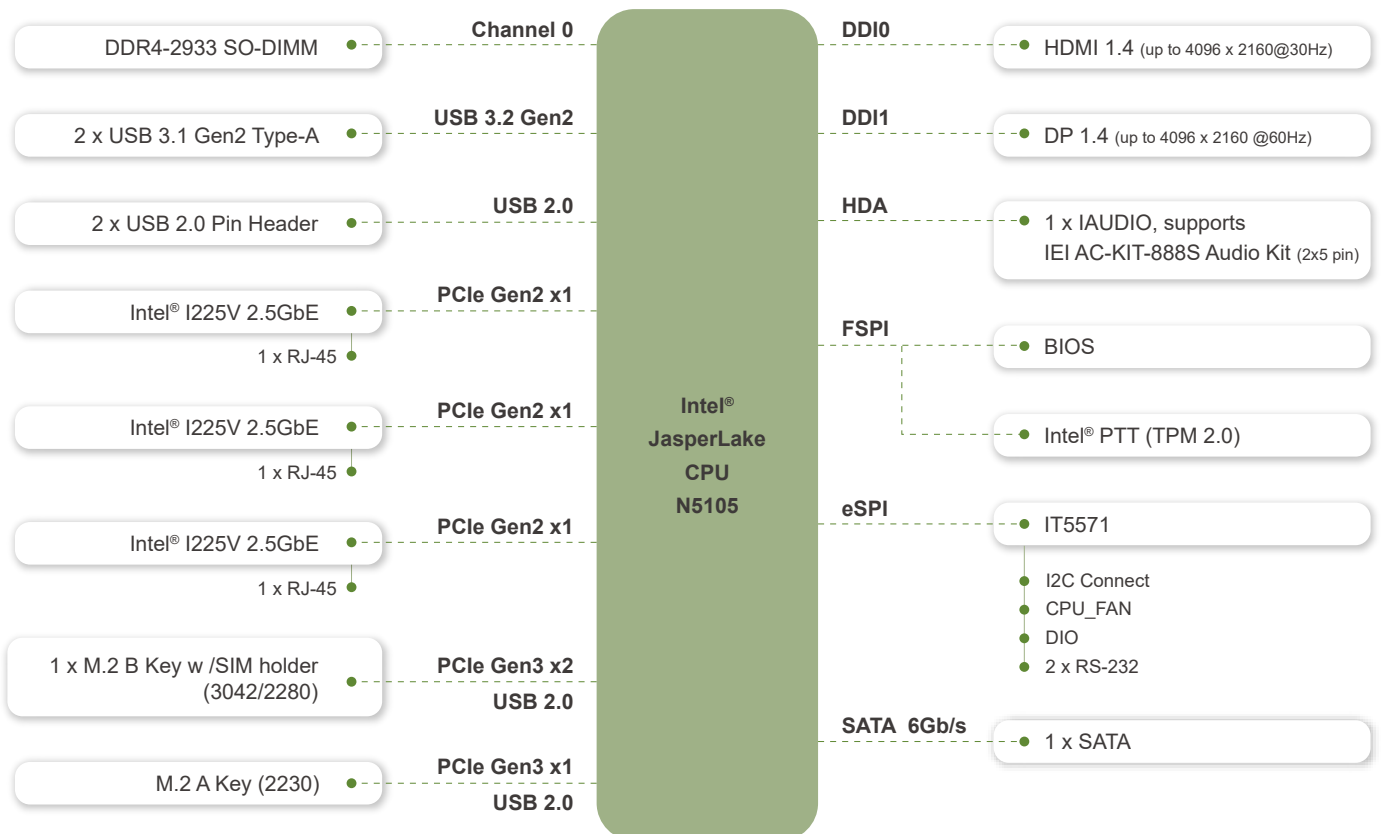 Channel 0
DDR4-2933 SO-DIMM
USB 3.2 Gen2
2 x USB 3.1 Gen2 Type-A
USB 2.0
2 x USB 2.0 Pin Header
PCIe Gen2 x1
Intel® I225V 2.5GbE
1 x RJ-45
PCIe Gen2 x1
Intel® I225V 2.5GbE
1 x RJ-45
PCIe Gen2 x1
Intel® I225V 2.5GbE
1 x RJ-45
PCIe Gen3 x2
1 x M.2 B Key w /SIM holder
(3042/2280)
USB 2.0
PCIe Gen3 x1
M.2 A Key (2230)
USB 2.0
Intel®
JasperLake
CPU
N5105
DDI0
HDMI 1.4 (up to 4096 x 2160@30Hz)
DDI1
DP 1.4 (up to 4096 x 2160 @60Hz)
HDA
1 x IAUDIO, supports
IEI AC-KIT-888S Audio Kit (2x5 pin)
FSPI
BIOS
Intel® PTT (TPM 2.0)
eSPI
IT5571
I2C Connect
CPU_FAN
DIO
2 x RS-232
SATA 6Gb/s
1 x SATA